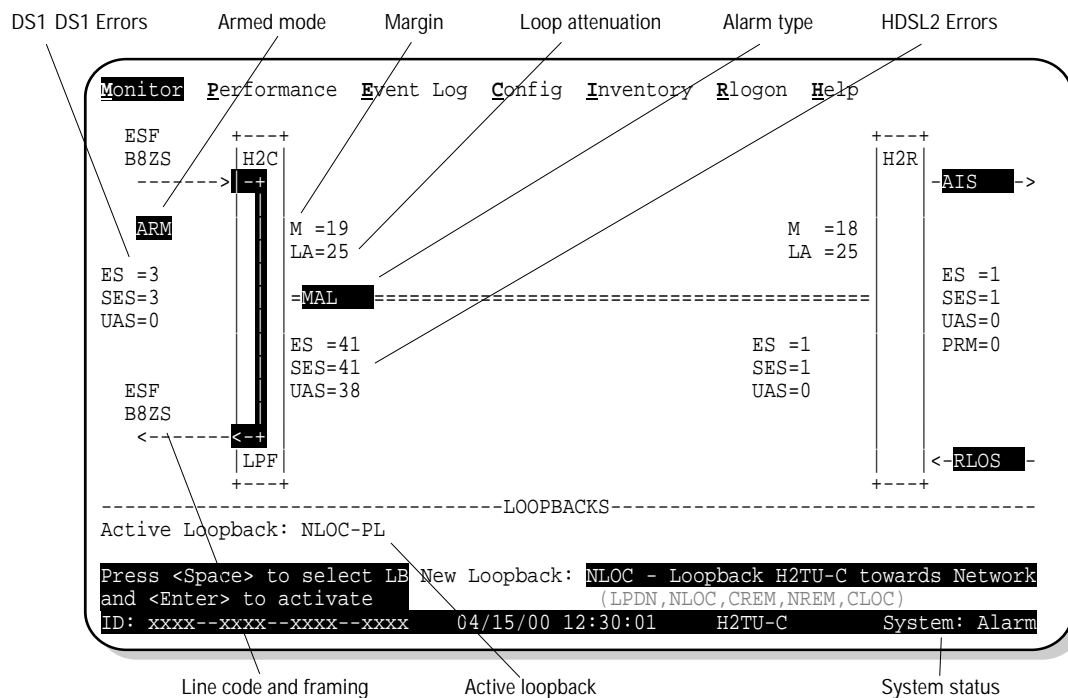 DS1 DS1 Errors Armed mode Margin Loop attenuation Alarm type HDSL2 Errors
Monitor Performance Event Log Config Inventory Rlogon Help
ESF +---+ +---+
B8ZS |H2C| |H2R|
------->|-+ -AIS ->
ARM M =19 M =18
LA=25 LA =25
ES =3 ES =1
SES=3 =MAL ============================================ SES=1
UAS=0 UAS=0
ES =41 ES =1 PRM=0
SES=41 SES=1
ESF UAS=38 UAS=0
B8ZS
<-------<-+
|LPF| <-RLOS -
+---+ +---+
----------------------------------LOOPBACKS------------------------------------
Active Loopback: NLOC-PL
Press <Space> to select LB New Loopback: NLOC - Loopback H2TU-C towards Network
and <Enter> to activate (LPDN,NLOC,CREM,NREM,CLOC)
ID: xxxx--xxxx--xxxx--xxxx 04/15/00 12:30:01 H2TU-C System: Alarm
Line code and framing Active loopback System status